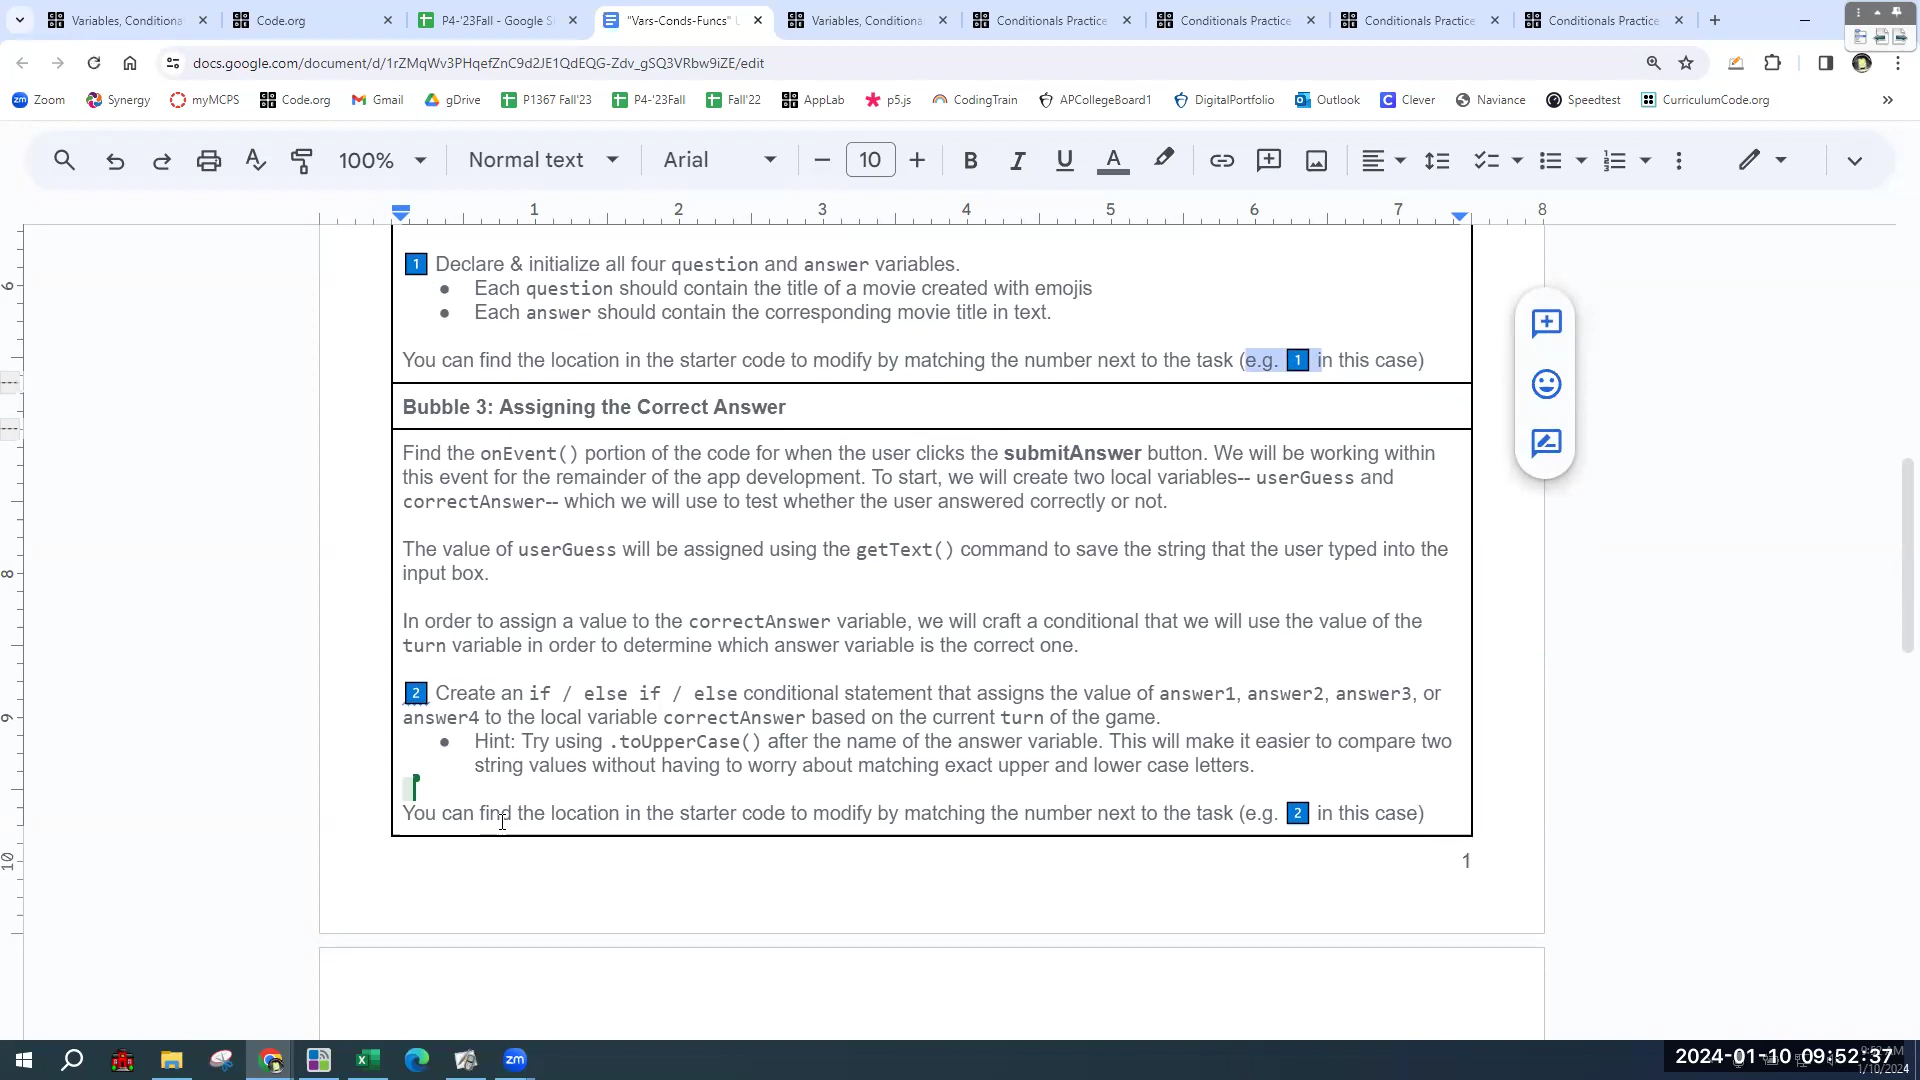 Variables, Conditiona
Code.org
P4-'23Fall - Google S
"Vars-Conds-Funcs"
Variables, Conditiona
Conditionals Practice
Conditionals Practice
Conditionals Practice
Conditionals Practice
docs.google.com/document/d/1rZMqWv3PHqefZnC9d2JE1QdEQG-Zdv_gSQ3VRbw9iZE/edit
Zoom
Synergy
myMCPS
Code.org
Gmail
gDrive
P1367 Fall'23
P4-'23Fall
Fall'22
AppLab
p5.js
CodingTrain
APCollegeBoard1
DigitalPortfolio
Outlook
Clever
Naviance
Speedtest
CurriculumCode.org
100%
Normal text
Arial
10
1 2 3 4 5 6 7 8
6
8
9
10
1 Declare & initialize all four question and answer variables.
● Each question should contain the title of a movie created with emojis
● Each answer should contain the corresponding movie title in text.
You can find the location in the starter code to modify by matching the number next to the task (e.g. 1 in this case)
Bubble 3: Assigning the Correct Answer
Find the onEvent() portion of the code for when the user clicks the submitAnswer button. We will be working within
this event for the remainder of the app development. To start, we will create two local variables-- userGuess and
correctAnswer-- which we will use to test whether the user answered correctly or not.
The value of userGuess will be assigned using the getText() command to save the string that the user typed into the
input box.
In order to assign a value to the correctAnswer variable, we will craft a conditional that we will use the value of the
turn variable in order to determine which answer variable is the correct one.
2 Create an if / else if / else conditional statement that assigns the value of answer1, answer2, answer3, or
answer4 to the local variable correctAnswer based on the current turn of the game.
● Hint: Try using .toUpperCase() after the name of the answer variable. This will make it easier to compare two
string values without having to worry about matching exact upper and lower case letters.
You can find the location in the starter code to modify by matching the number next to the task (e.g. 2 in this case)
1
2024-01-10 09:52:37
1/10/2024